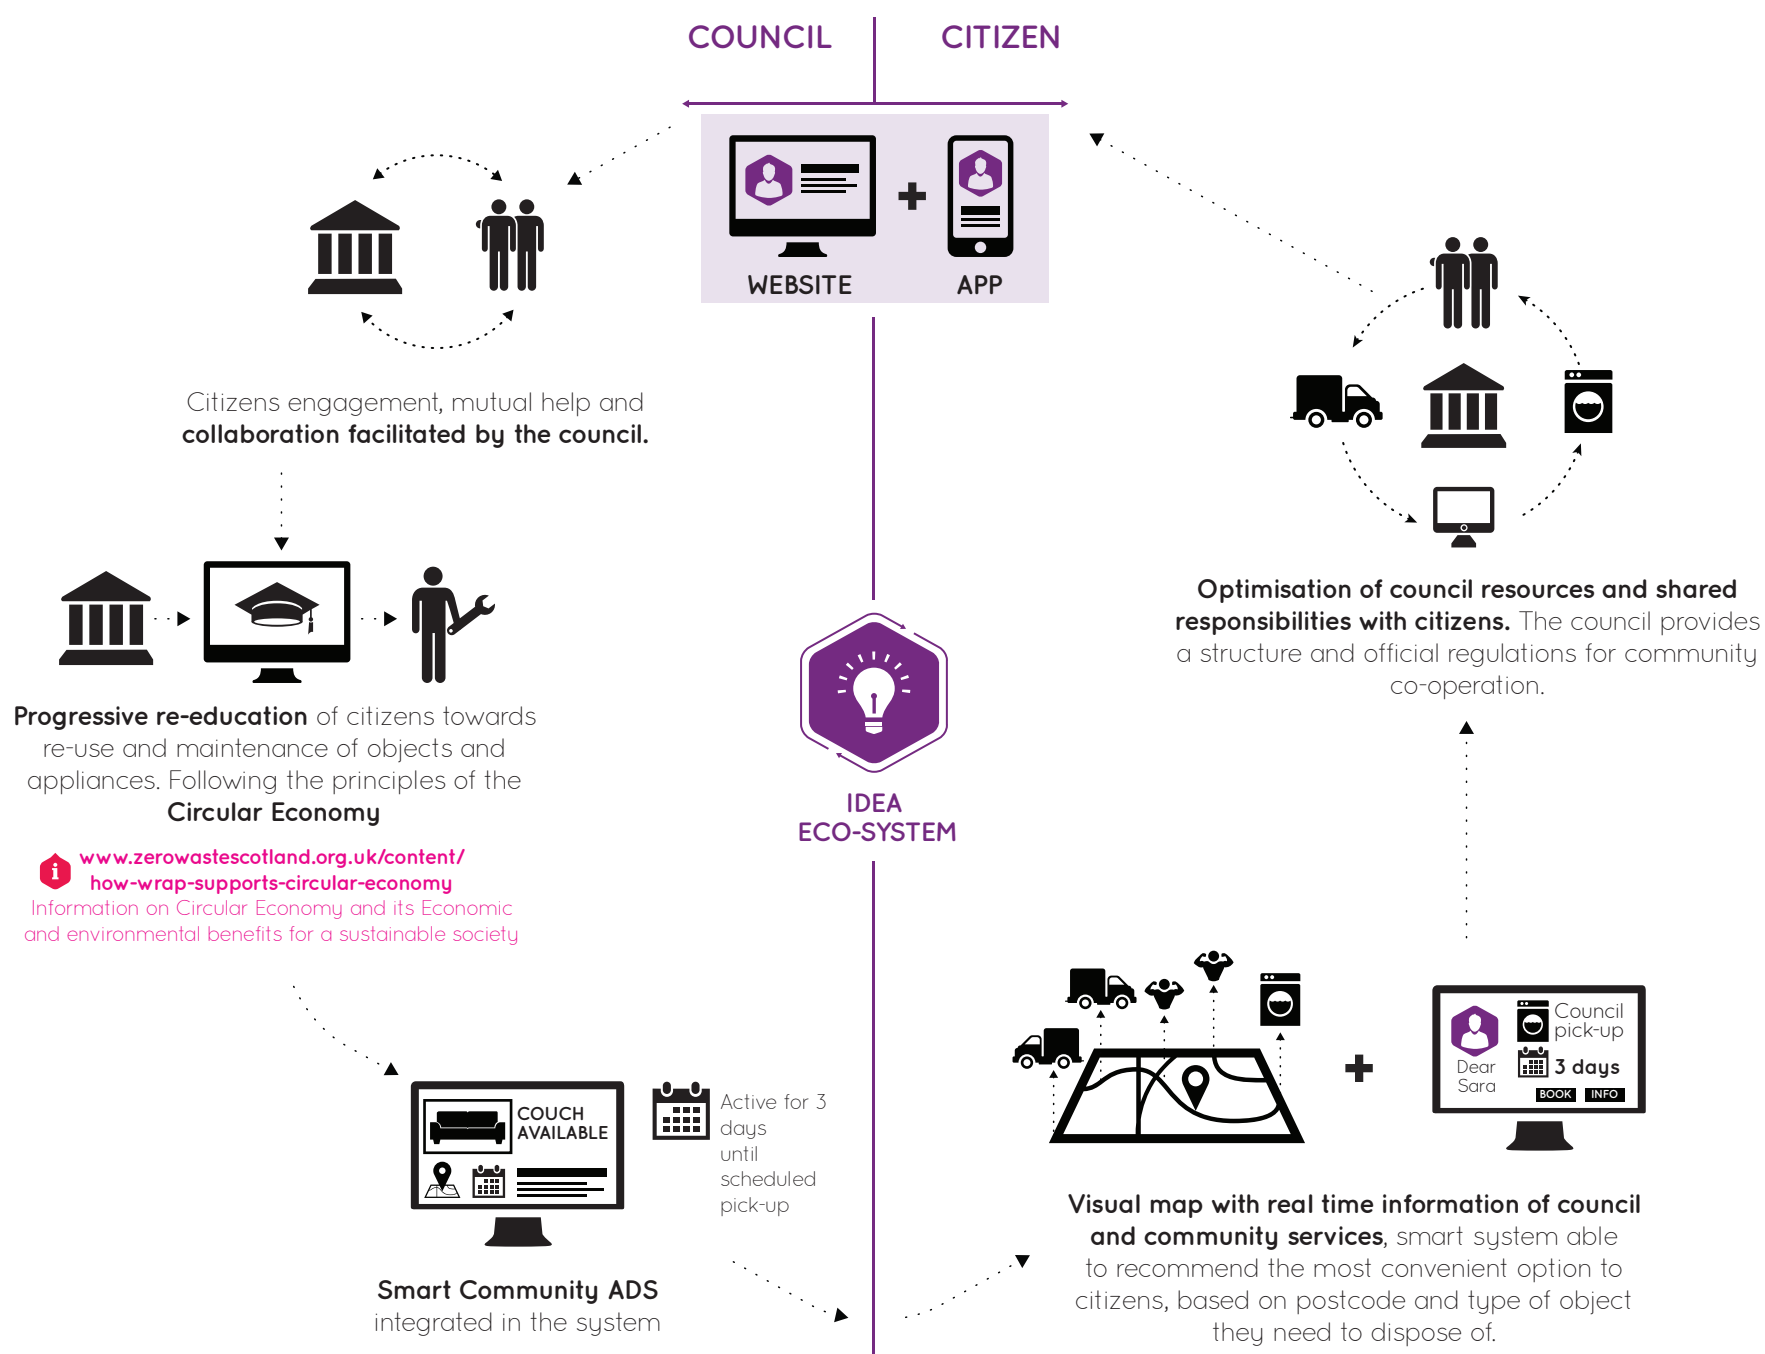 COUNCIL
CITIZEN
WEBSITE
APP
Citizens engagement, mutual help and
collaboration facilitated by the council.
Progressive re-education of citizens towards
re-use and maintenance of objects and
appliances. Following the principles of the
Circular Economy
i
www.zerowastescotland.org.uk/content/
how-wrap-supports-circular-economy
Information on Circular Economy and its Economic
and environmental benefits for a sustainable society
COUCH
AVAILABLE
Active for 3
days
until
scheduled
pick-up
Smart Community ADS
integrated in the system
IDEA
ECO-SYSTEM
Optimisation of council resources and shared
responsibilities with citizens. The council provides
a structure and official regulations for community
co-operation.
Dear
Sara
Council
pick-up
3 days
BOOK
INFO
Visual map with real time information of council
and community services, smart system able
to recommend the most convenient option to
citizens, based on postcode and type of object
they need to dispose of.